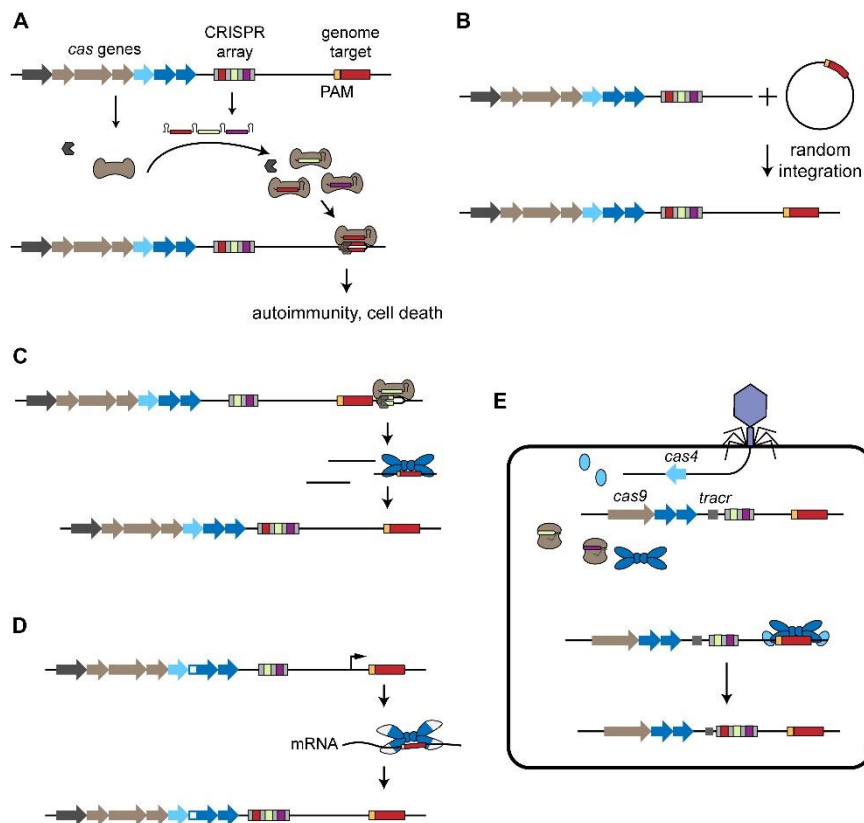 A
cas genes
CRISPR
array
genome
target
PAM
autoimmunity, cell death
B
+
random
integration
C
D
mRNA
E
cas4
cas9
tracr